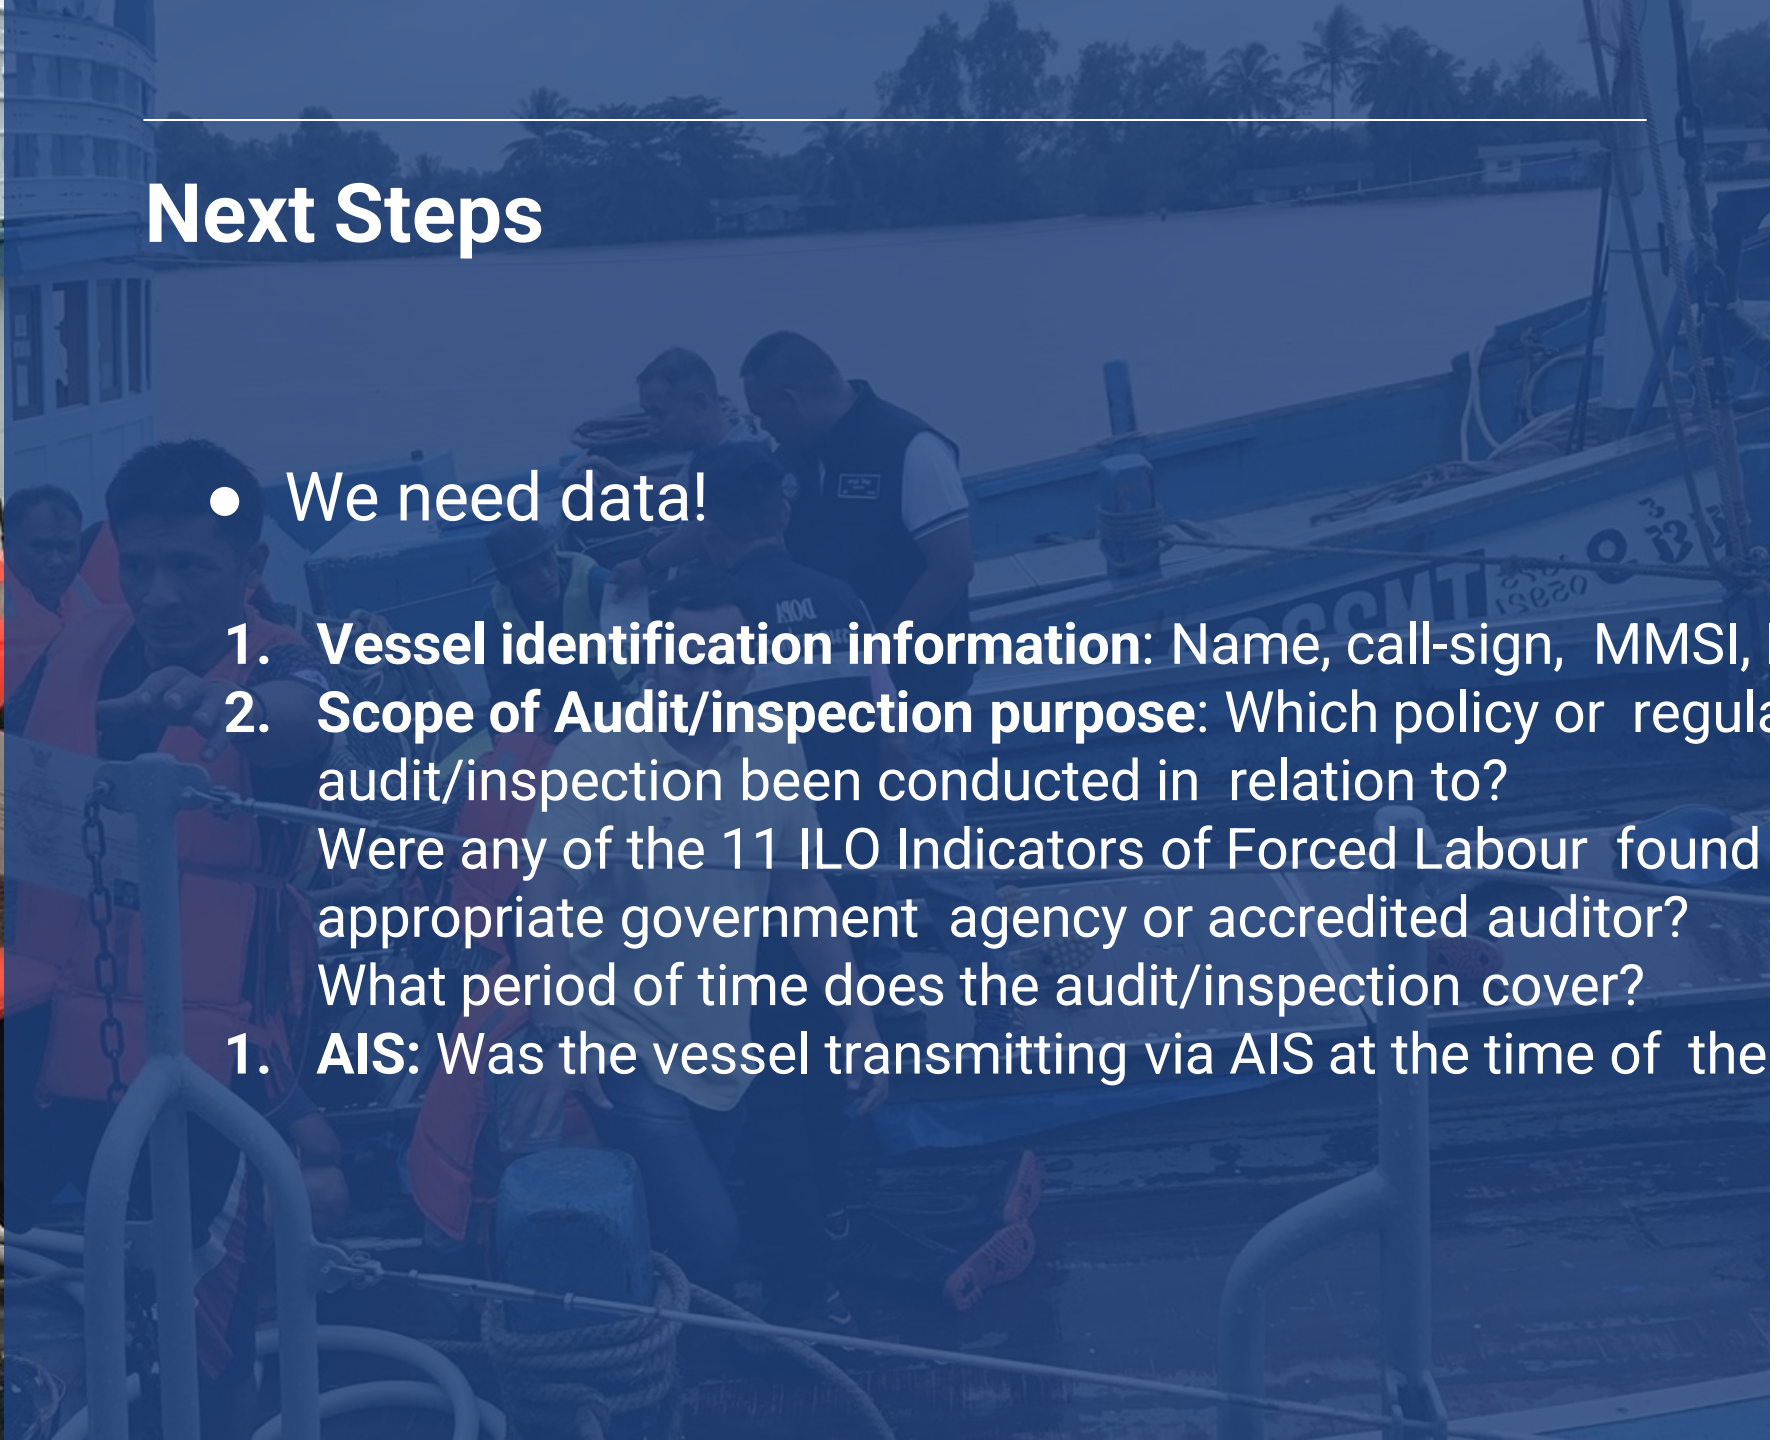 Next Steps
● We need data!
1. Vessel identification information: Name, call-sign, MMSI,
2. Scope of Audit/inspection purpose: Which policy or regula
audit/inspection been conducted in relation to?
Were any of the 11 ILO Indicators of Forced Labour found
appropriate government agency or accredited auditor?
What period of time does the audit/inspection cover?
1. AIS: Was the vessel transmitting via AIS at the time of the
DOPA